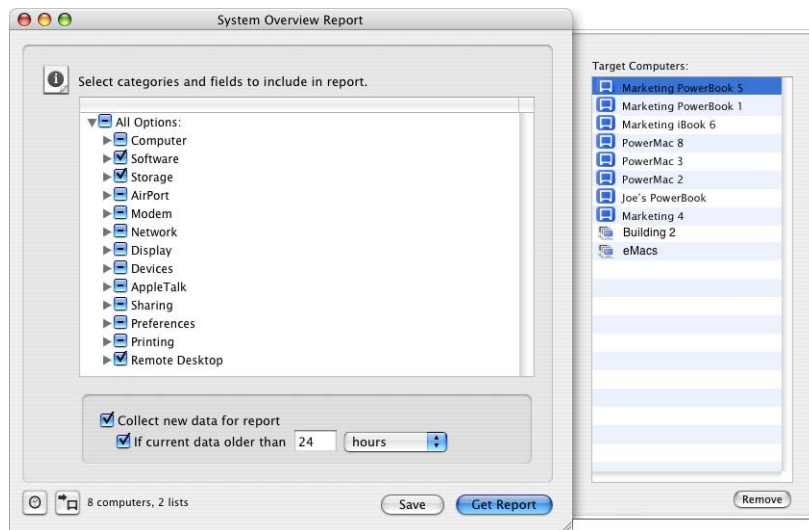 System Overview Report
Select categories and fields to include in report.
All Options:
Computer
Software
Storage
AirPort
Modem
Network
Display
Devices
AppleTalk
Sharing
Preferences
Printing
Remote Desktop
Collect new data for report
If current data older than 24 hours
8 computers, 2 lists
Save
Get Report
Target Computers:
Marketing PowerBook 5
Marketing PowerBook 1
Marketing iBook 6
PowerMac 8
PowerMac 3
PowerMac 2
Joe's PowerBook
Marketing 4
Building 2
eMacs
Remove